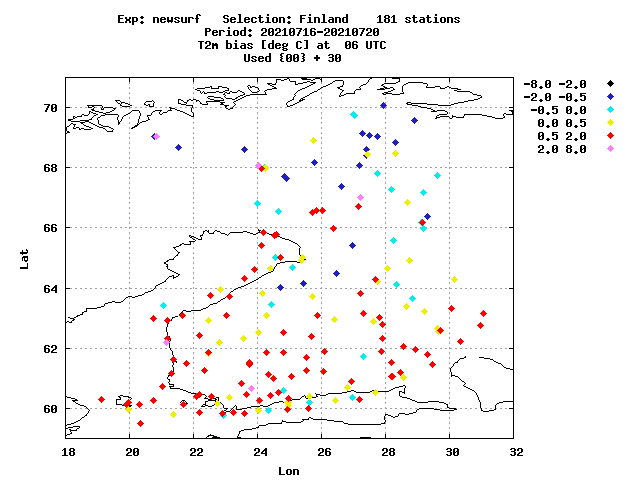 Exp: newsurf   Selection: Finland    181 stations
Period: 20210716-20210720
T2m bias [deg C] at  06 UTC
Used {00} + 30
-8.0 -2.0
-2.0 -0.5
-0.5 0.0
0.0 0.5
0.5 2.0
2.0 8.0
70
68
66
64
62
60
Lat
18 20 22 24 26 28 30 32
Lon